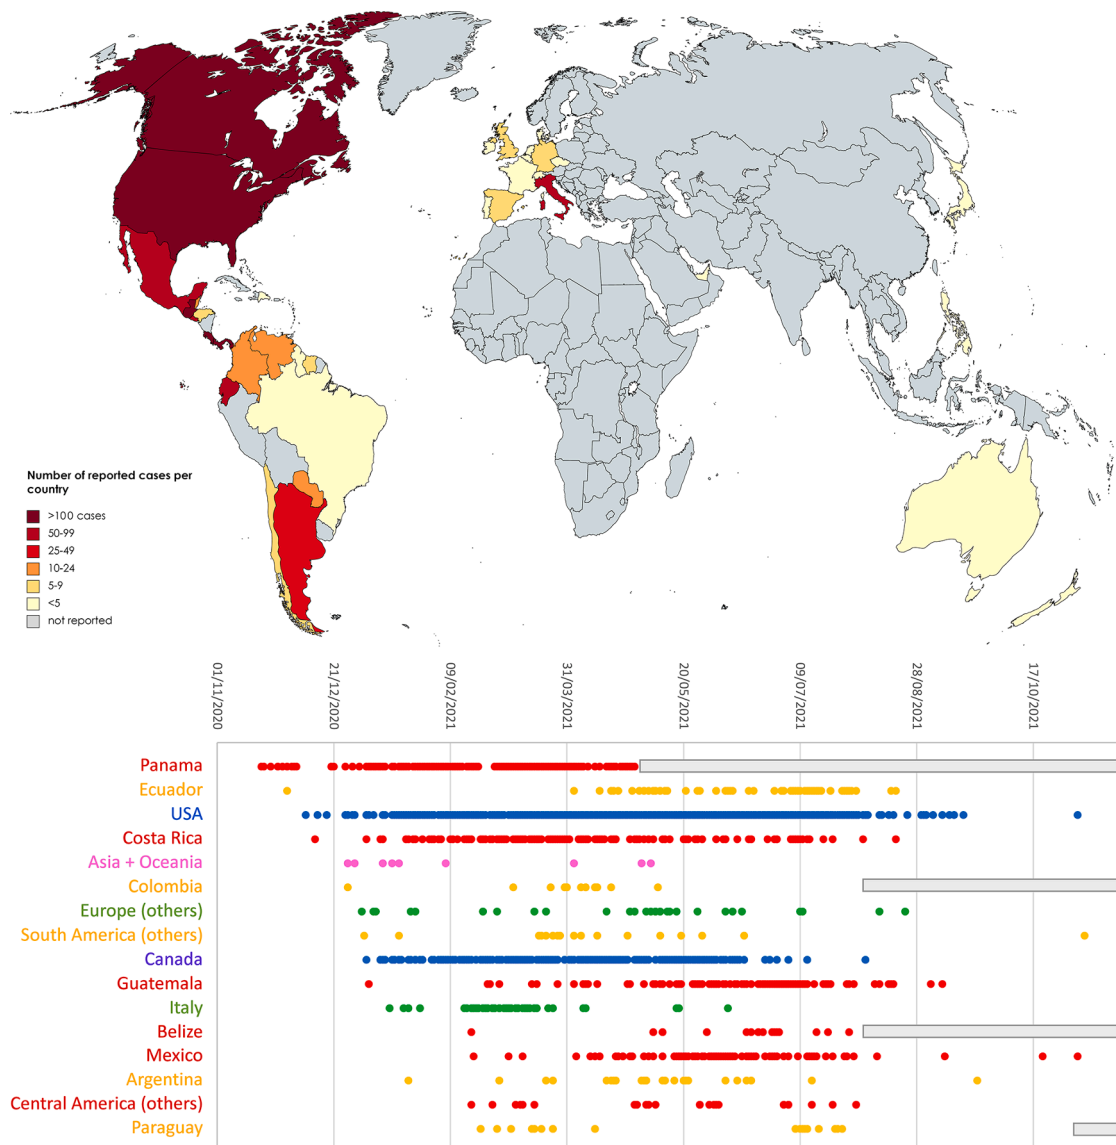 Number of reported cases per
country
>100 cases
50-99
25-49
10-24
5-9
<5
not reported
01/11/2020
21/12/2020
09/02/2021
31/03/2021
20/05/2021
09/07/2021
28/08/2021
17/10/2021
Panama
Ecuador
USA
Costa Rica
Asia + Oceania
Colombia
Europe (others)
South America (others)
Canada
Guatemala
Italy
Belize
Mexico
Argentina
Central America (others)
Paraguay